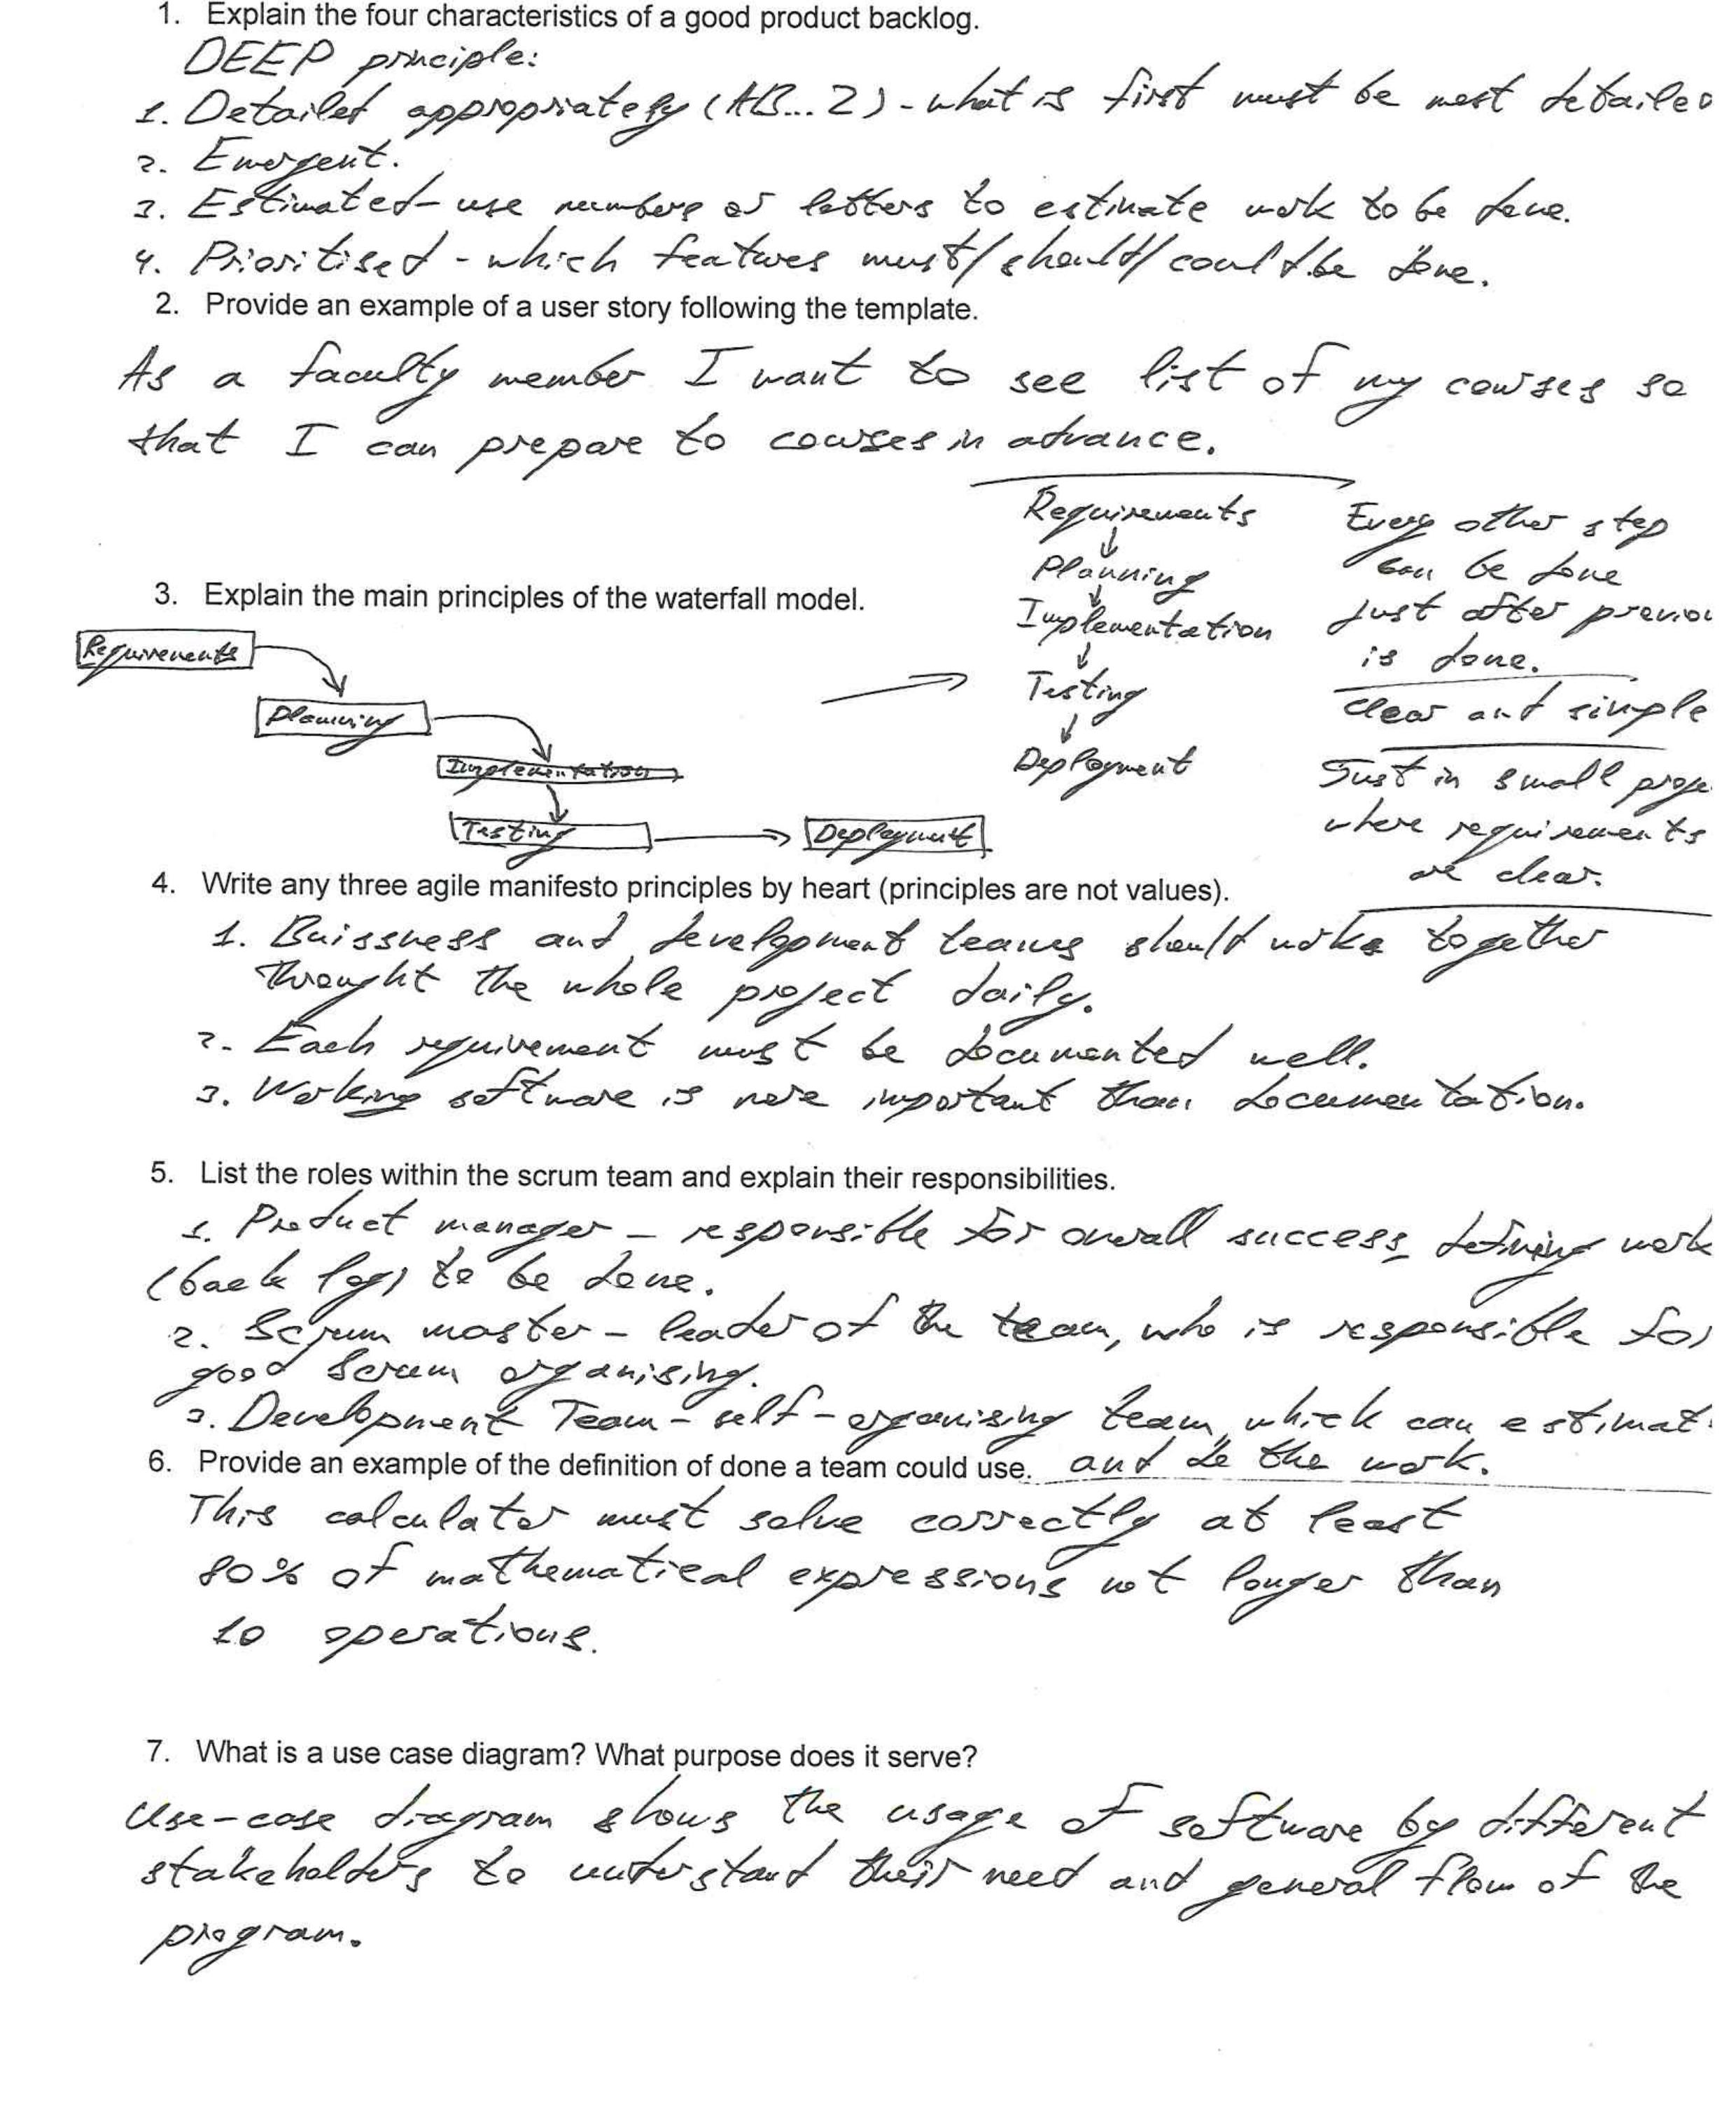 1. Explain the four characteristics of a good product backlog.
DEEP principle:
1. Detailed appropriately (AB...Z) - what is first must be most detailed
2. Emergent.
3. Estimated - use numbers or letters to estimate work to be done.
4. Prioritised - which features must/should/could be done.
2. Provide an example of a user story following the template.
As a faculty member I want to see list of my courses so
that I can prepare to courses in advance.
3. Explain the main principles of the waterfall model.
Requirements
Planning
Implementation
Testing
Deployment
Requirements
Planning
Implementation
Testing
Deployment
Every other step
can be done
just after previou
is done.
Clear and simple
Just in small proje
where requirements
are clear.
4. Write any three agile manifesto principles by heart (principles are not values).
1. Buissness and development teams should work together
throught the whole project daily.
2. Each requirement must be documented well.
3. Working software is more important than documentation.
5. List the roles within the scrum team and explain their responsibilities.
1. Product manager - responsible for overall success, defining work
(back log) to be done.
2. Scrum master - leader of the team, who is responsible for
good Scrum organising.
3. Development Team - self-organising team, which can estimat
and do the work.
6. Provide an example of the definition of done a team could use.
This calculator must solve correctly at least
80% of mathematical expressions not longer than
10 operations.
7. What is a use case diagram? What purpose does it serve?
Use-case diagram shows the usage of software by different
stakeholders to understand their need and general flow of the
program.